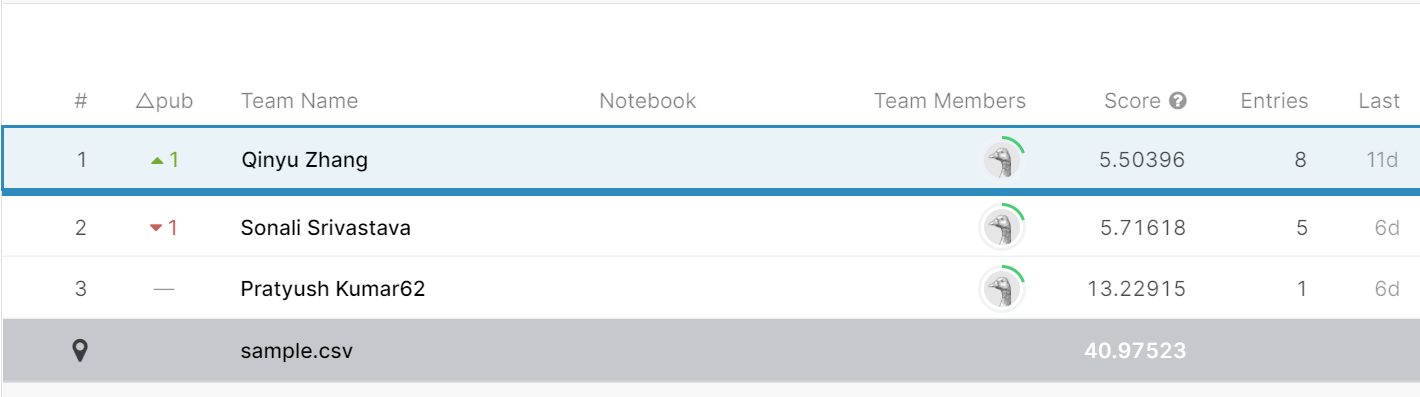 # △pub Team Name Notebook Team Members Score ? Entries Last
1 ▲1 Qinyu Zhang 5.50396 8 11d
2 ▼1 Sonali Srivastava 5.71618 5 6d
3 — Pratyush Kumar62 13.22915 1 6d
sample.csv 40.97523